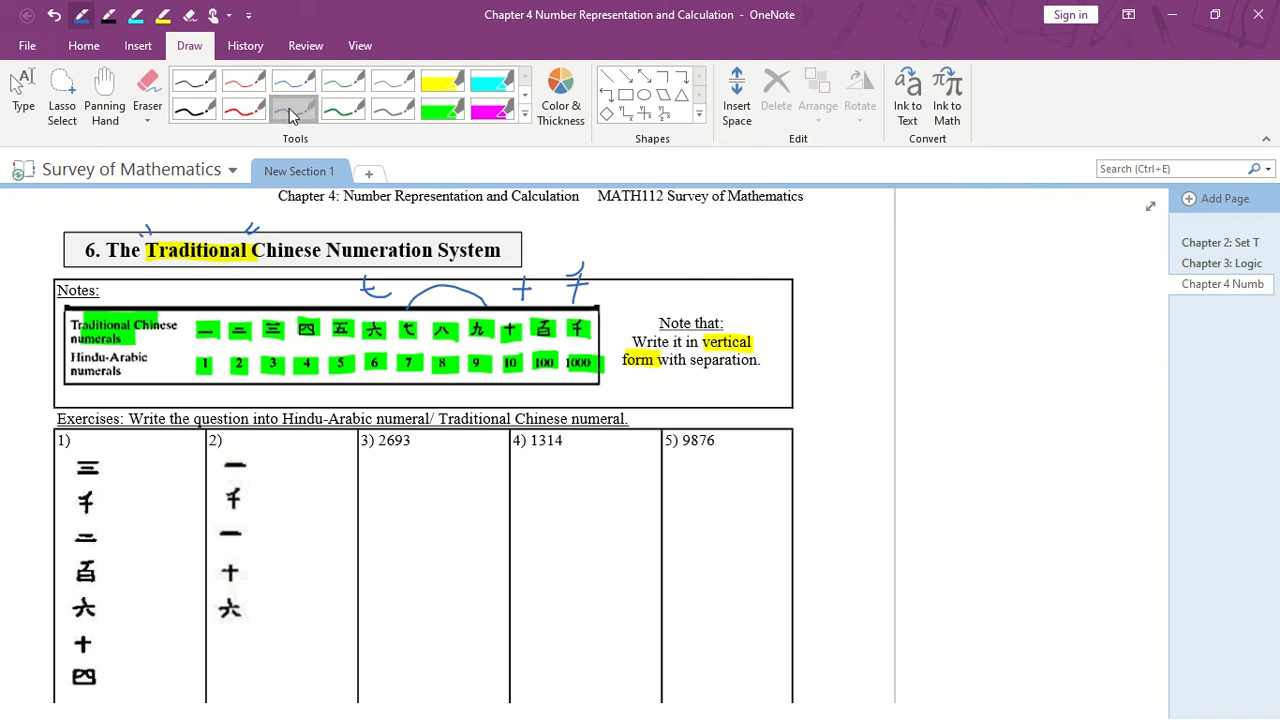 Chapter 4 Number Representation and Calculation - OneNote
Sign in
File Home Insert Draw History Review View
Type
Lasso Select
Panning Hand
Eraser
Color & Thickness
Insert Space
Delete
Arrange
Rotate
Ink to Text
Ink to Math
Tools
Shapes
Edit
Convert
Survey of Mathematics
New Section 1
Search (Ctrl+E)
Add Page
Chapter 2: Set T
Chapter 3: Logic
Chapter 4 Numb
Chapter 4: Number Representation and Calculation MATH112 Survey of Mathematics
6. The Traditional Chinese Numeration System
Notes:
七 十 千
Traditional Chinese numerals 一 二 三 四 五 六 七 八 九 十 百 千
Hindu-Arabic numerals 1 2 3 4 5 6 7 8 9 10 100 1000
Note that:
Write it in vertical
form with separation.
Exercises: Write the question into Hindu-Arabic numeral/ Traditional Chinese numeral.
1)
三
千
二
百
六
十
四
2)
一
千
一
十
六
3) 2693
4) 1314
5) 9876